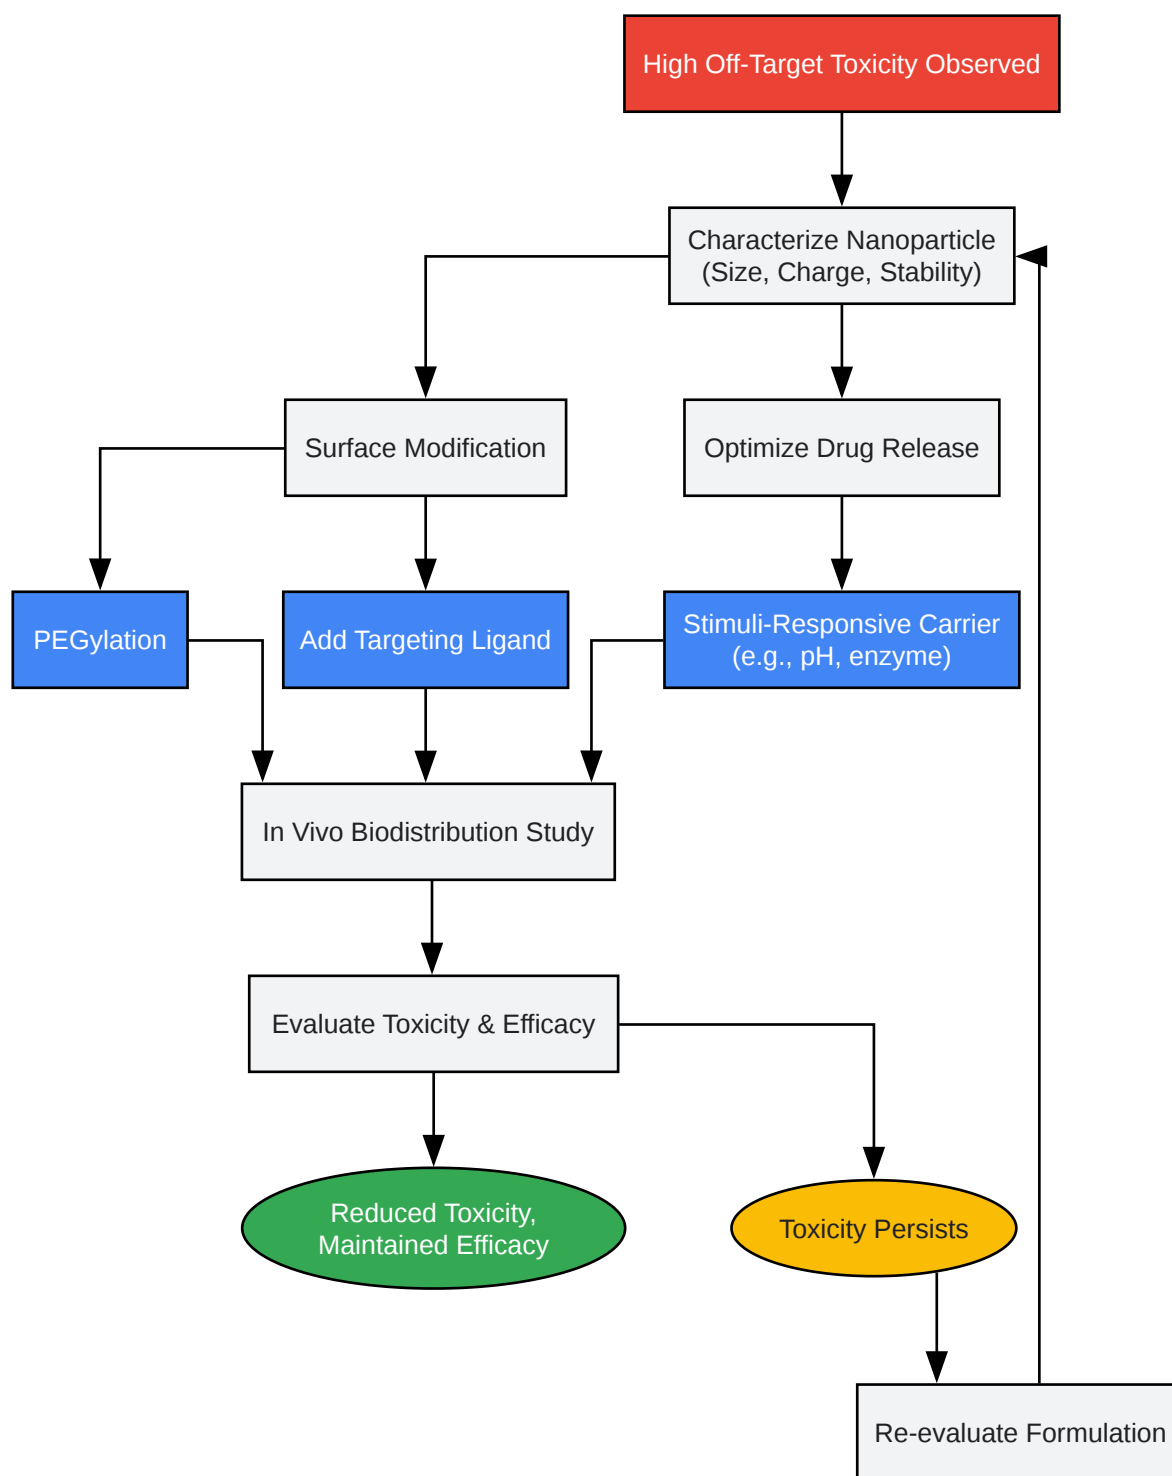 High Off-Target Toxicity Observed
Characterize Nanoparticle
(Size, Charge, Stability)
Surface Modification
Optimize Drug Release
PEGylation
Add Targeting Ligand
Stimuli-Responsive Carrier
(e.g., pH, enzyme)
In Vivo Biodistribution Study
Evaluate Toxicity & Efficacy
Reduced Toxicity,
Maintained Efficacy
Toxicity Persists
Re-evaluate Formulation